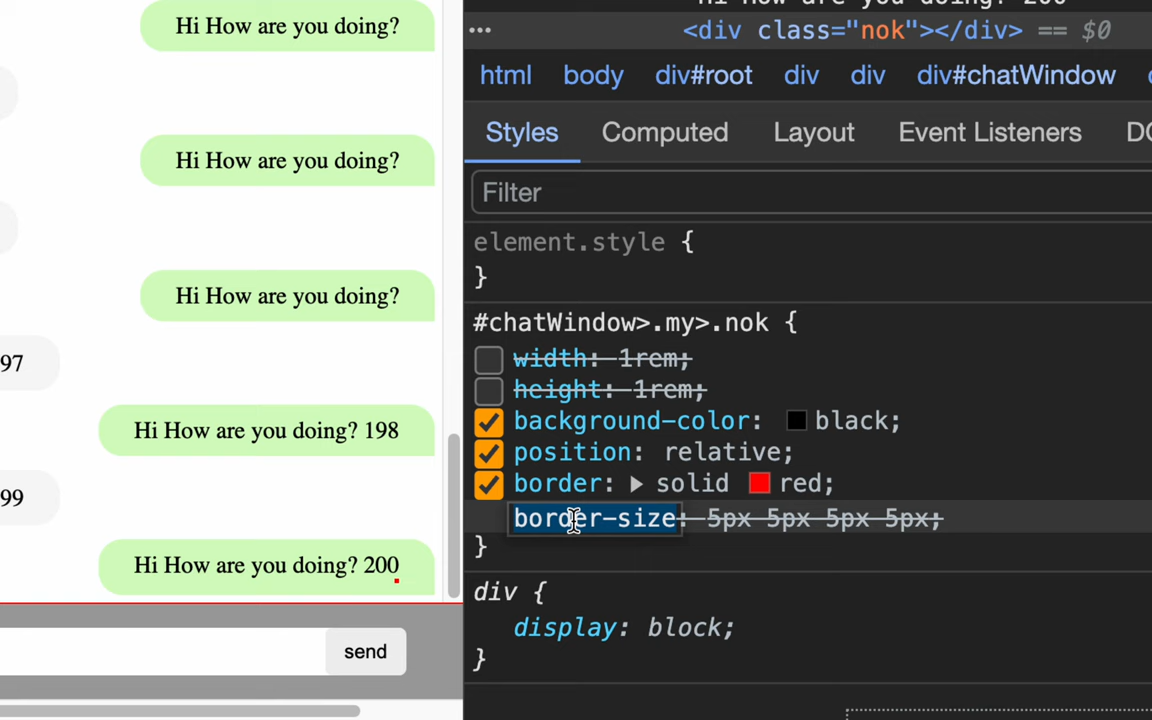 Hi How are you doing?
Hi How are you doing?
Hi How are you doing?
97
Hi How are you doing? 198
99
Hi How are you doing? 200
send
<div class="nok"></div> == $0
html body div#root div div div#chatWindow
Styles Computed Layout Event Listeners
Filter
element.style {
}
#chatWindow>.my>.nok {
width: 1rem;
height: 1rem;
background-color: black;
position: relative;
border: solid red;
border-size: 5px 5px 5px 5px;
}
div {
display: block;
}